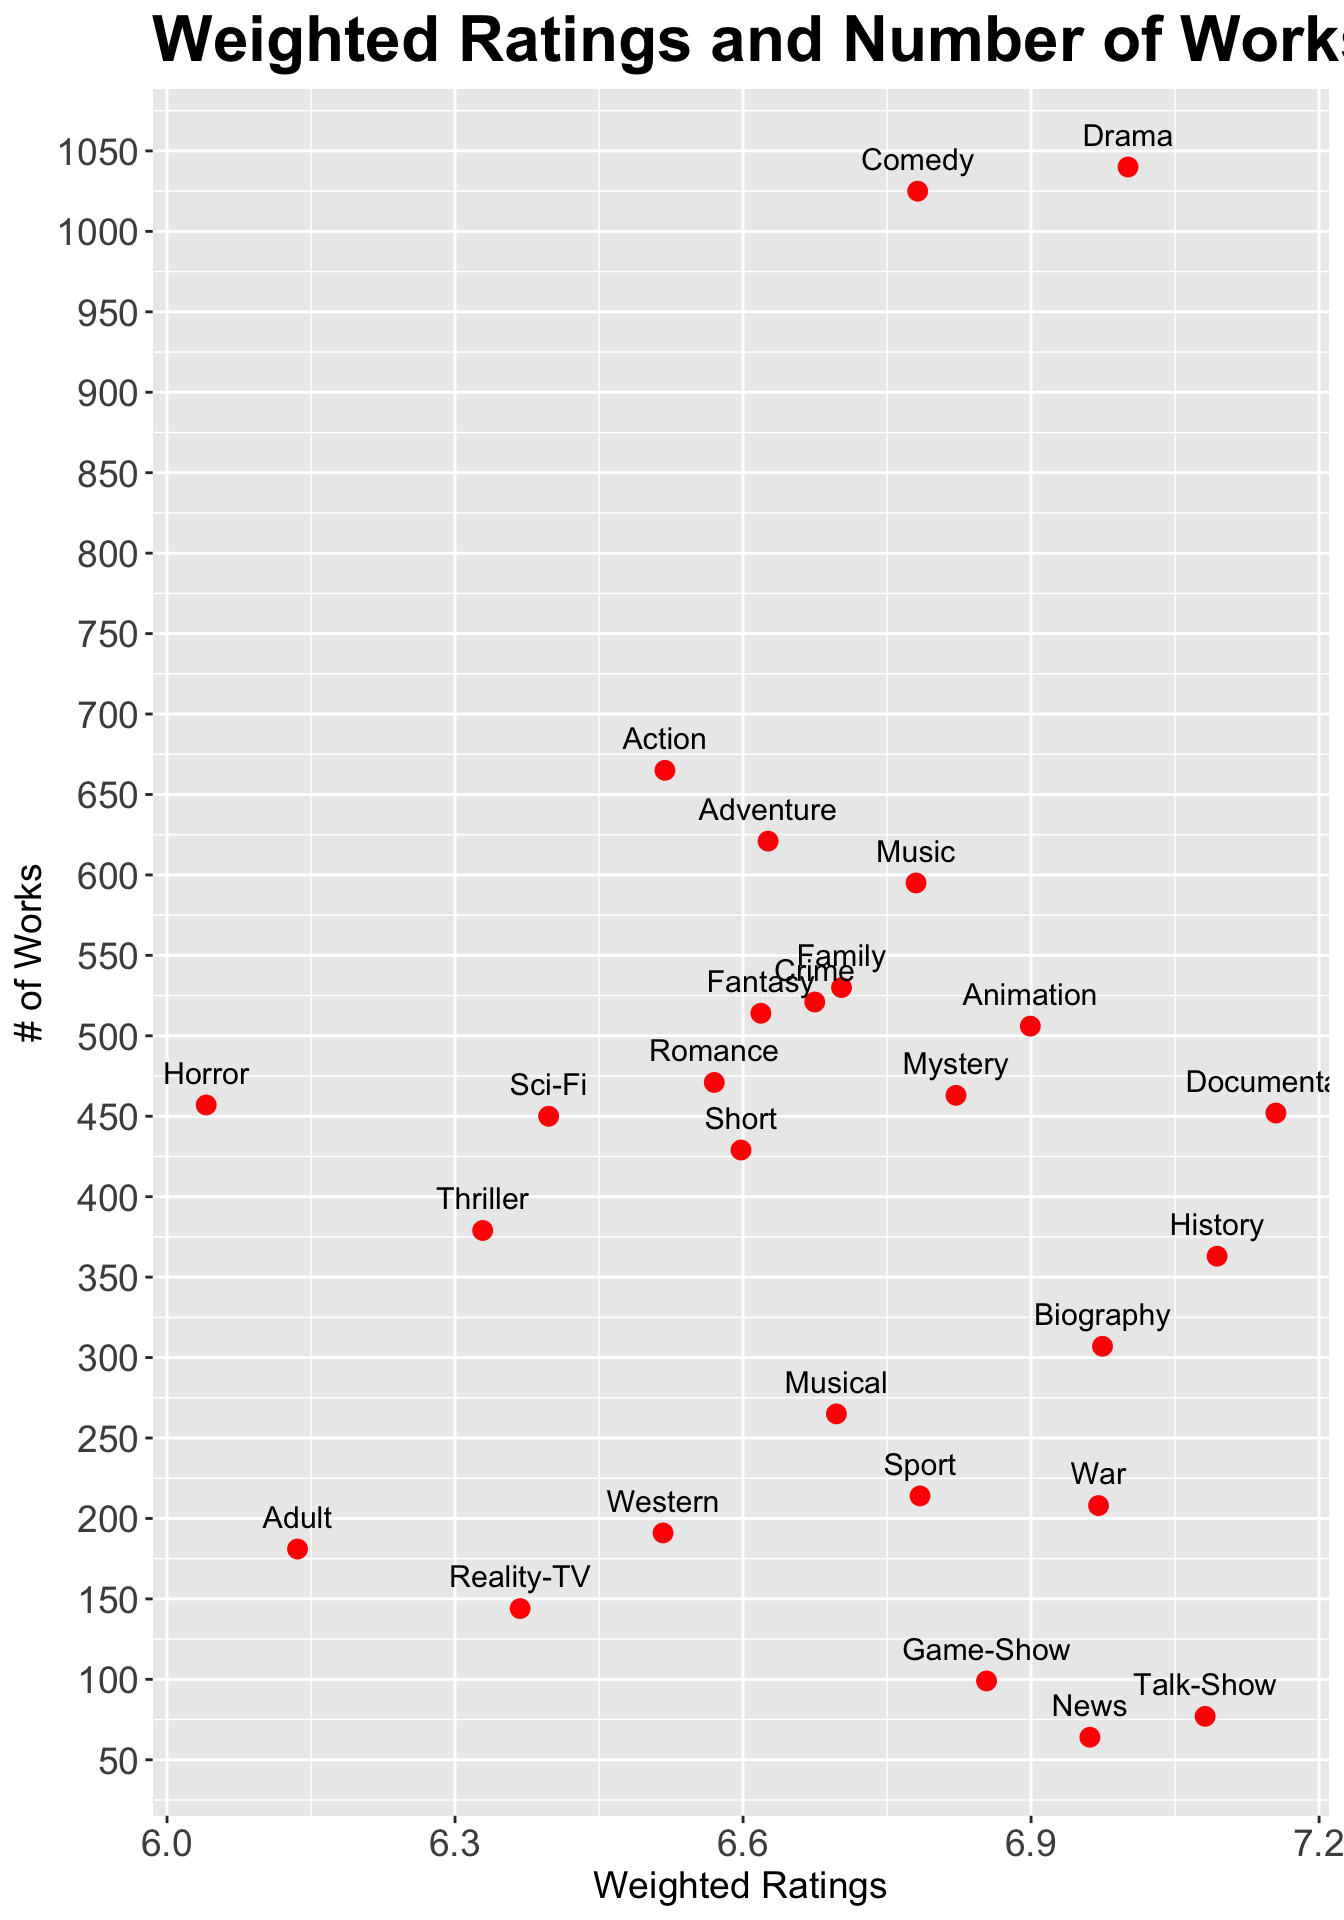 Weighted Ratings and Number of Works
Drama
Comedy
1050
1000
950
900
850
800
750
700
Action
650
Adventure
Music
600
Family
550
Crime
Fantasy
Animation
500
Romance
Mystery
Horror
Sci-Fi
Documenta
450
Short
400
Thriller
History
350
Biography
300
Musical
250
Sport
War
200
Western
Adult
Reality-TV
150
Game-Show
100
Talk-Show
News
50
# of Works
6.0 6.3 6.6 6.9 7.2
Weighted Ratings